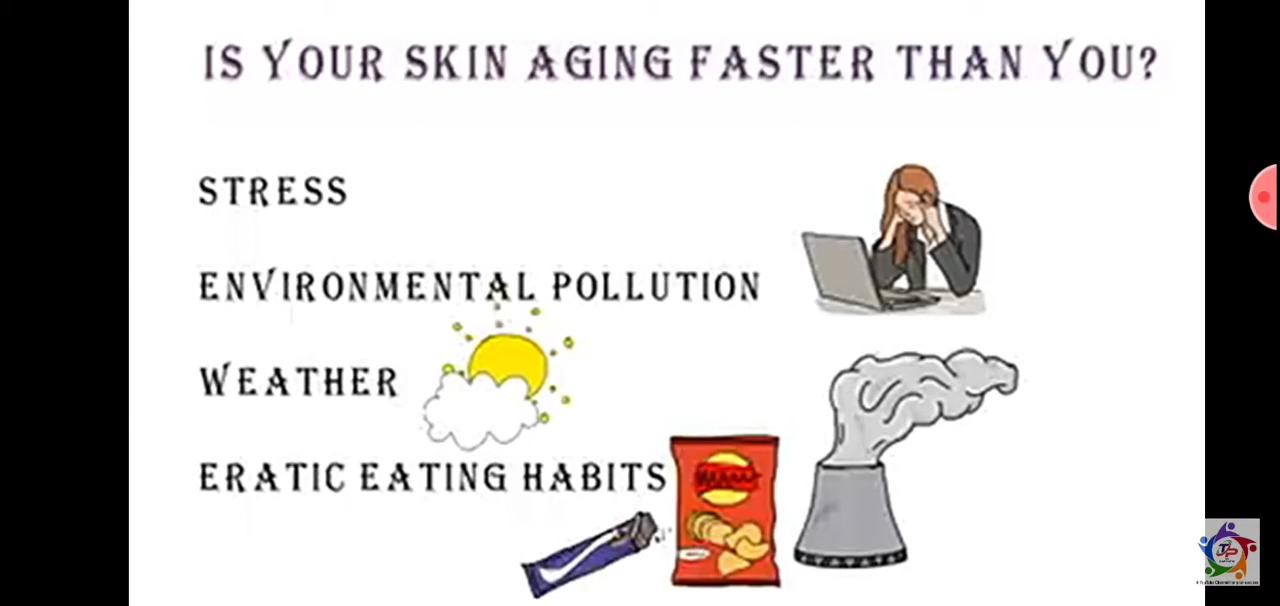 IS YOUR SKIN AGING FASTER THAN YOU?
STRESS
ENVIRONMENTAL POLLUTION
WEATHER
ERATIC EATING HABITS